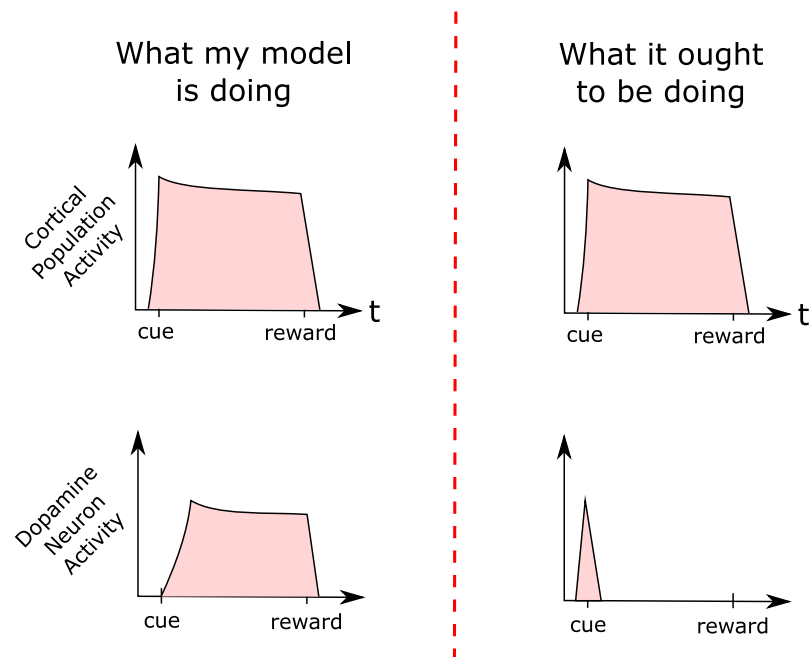 What my model
is doing
What it ought
to be doing
Cortical
Population
Activity
t
cue
reward
t
cue
reward
Dopamine
Neuron
Activity
cue
reward
cue
reward